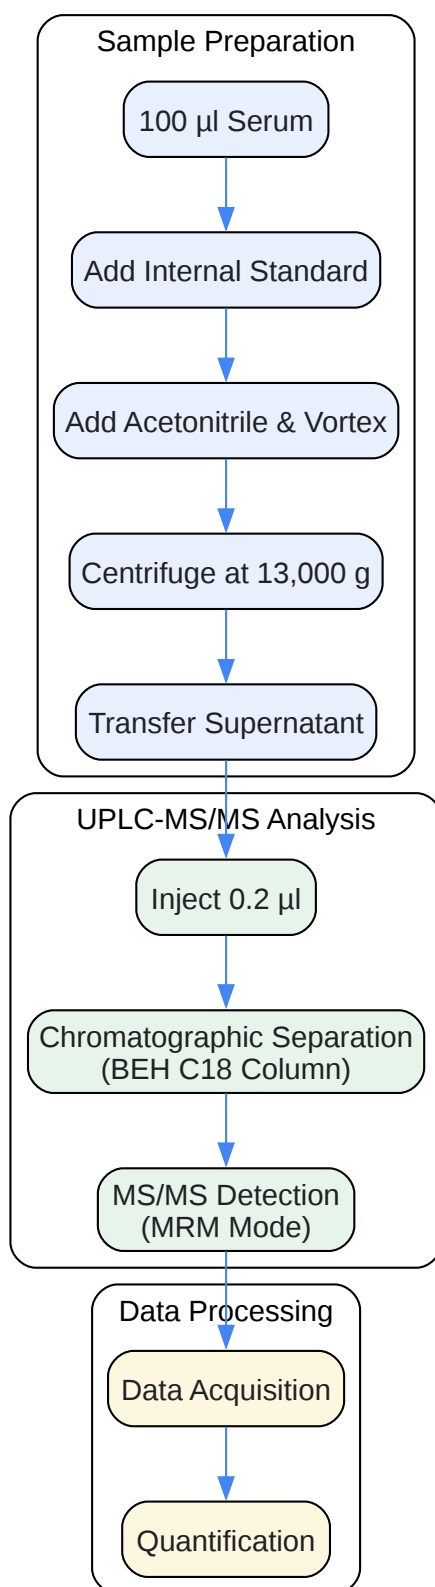 Sample Preparation
100 µl Serum
Add Internal Standard
Add Acetonitrile & Vortex
Centrifuge at 13,000 g
Transfer Supernatant
UPLC-MS/MS Analysis
Inject 0.2 µl
Chromatographic Separation
(BEH C18 Column)
MS/MS Detection
(MRM Mode)
Data Processing
Data Acquisition
Quantification